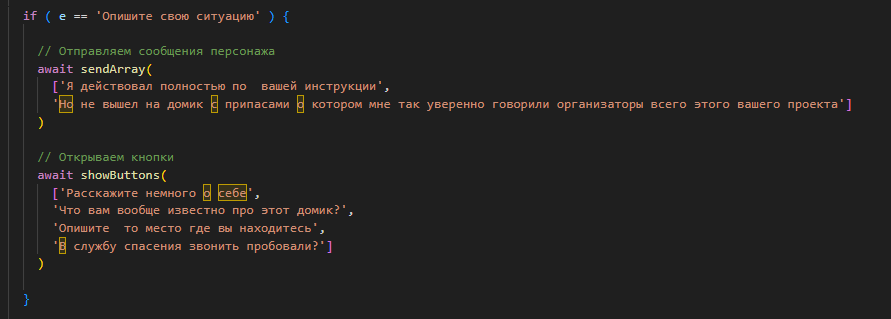 if ( e == 'Опишите свою ситуацию' ) {
// Отправляем сообщения персонажа
await sendArray(
['Я действовал полностью по  вашей инструкции',
'Но не вышел на домик с припасами о котором мне так уверенно говорили организаторы всего этого вашего проекта']
)
// Открываем кнопки
await showButtons(
['Расскажите немного о себе',
'Что вам вообще известно про этот домик?',
'Опишите  то место где вы находитесь',
'В службу спасения звонить пробовали?']
)
}